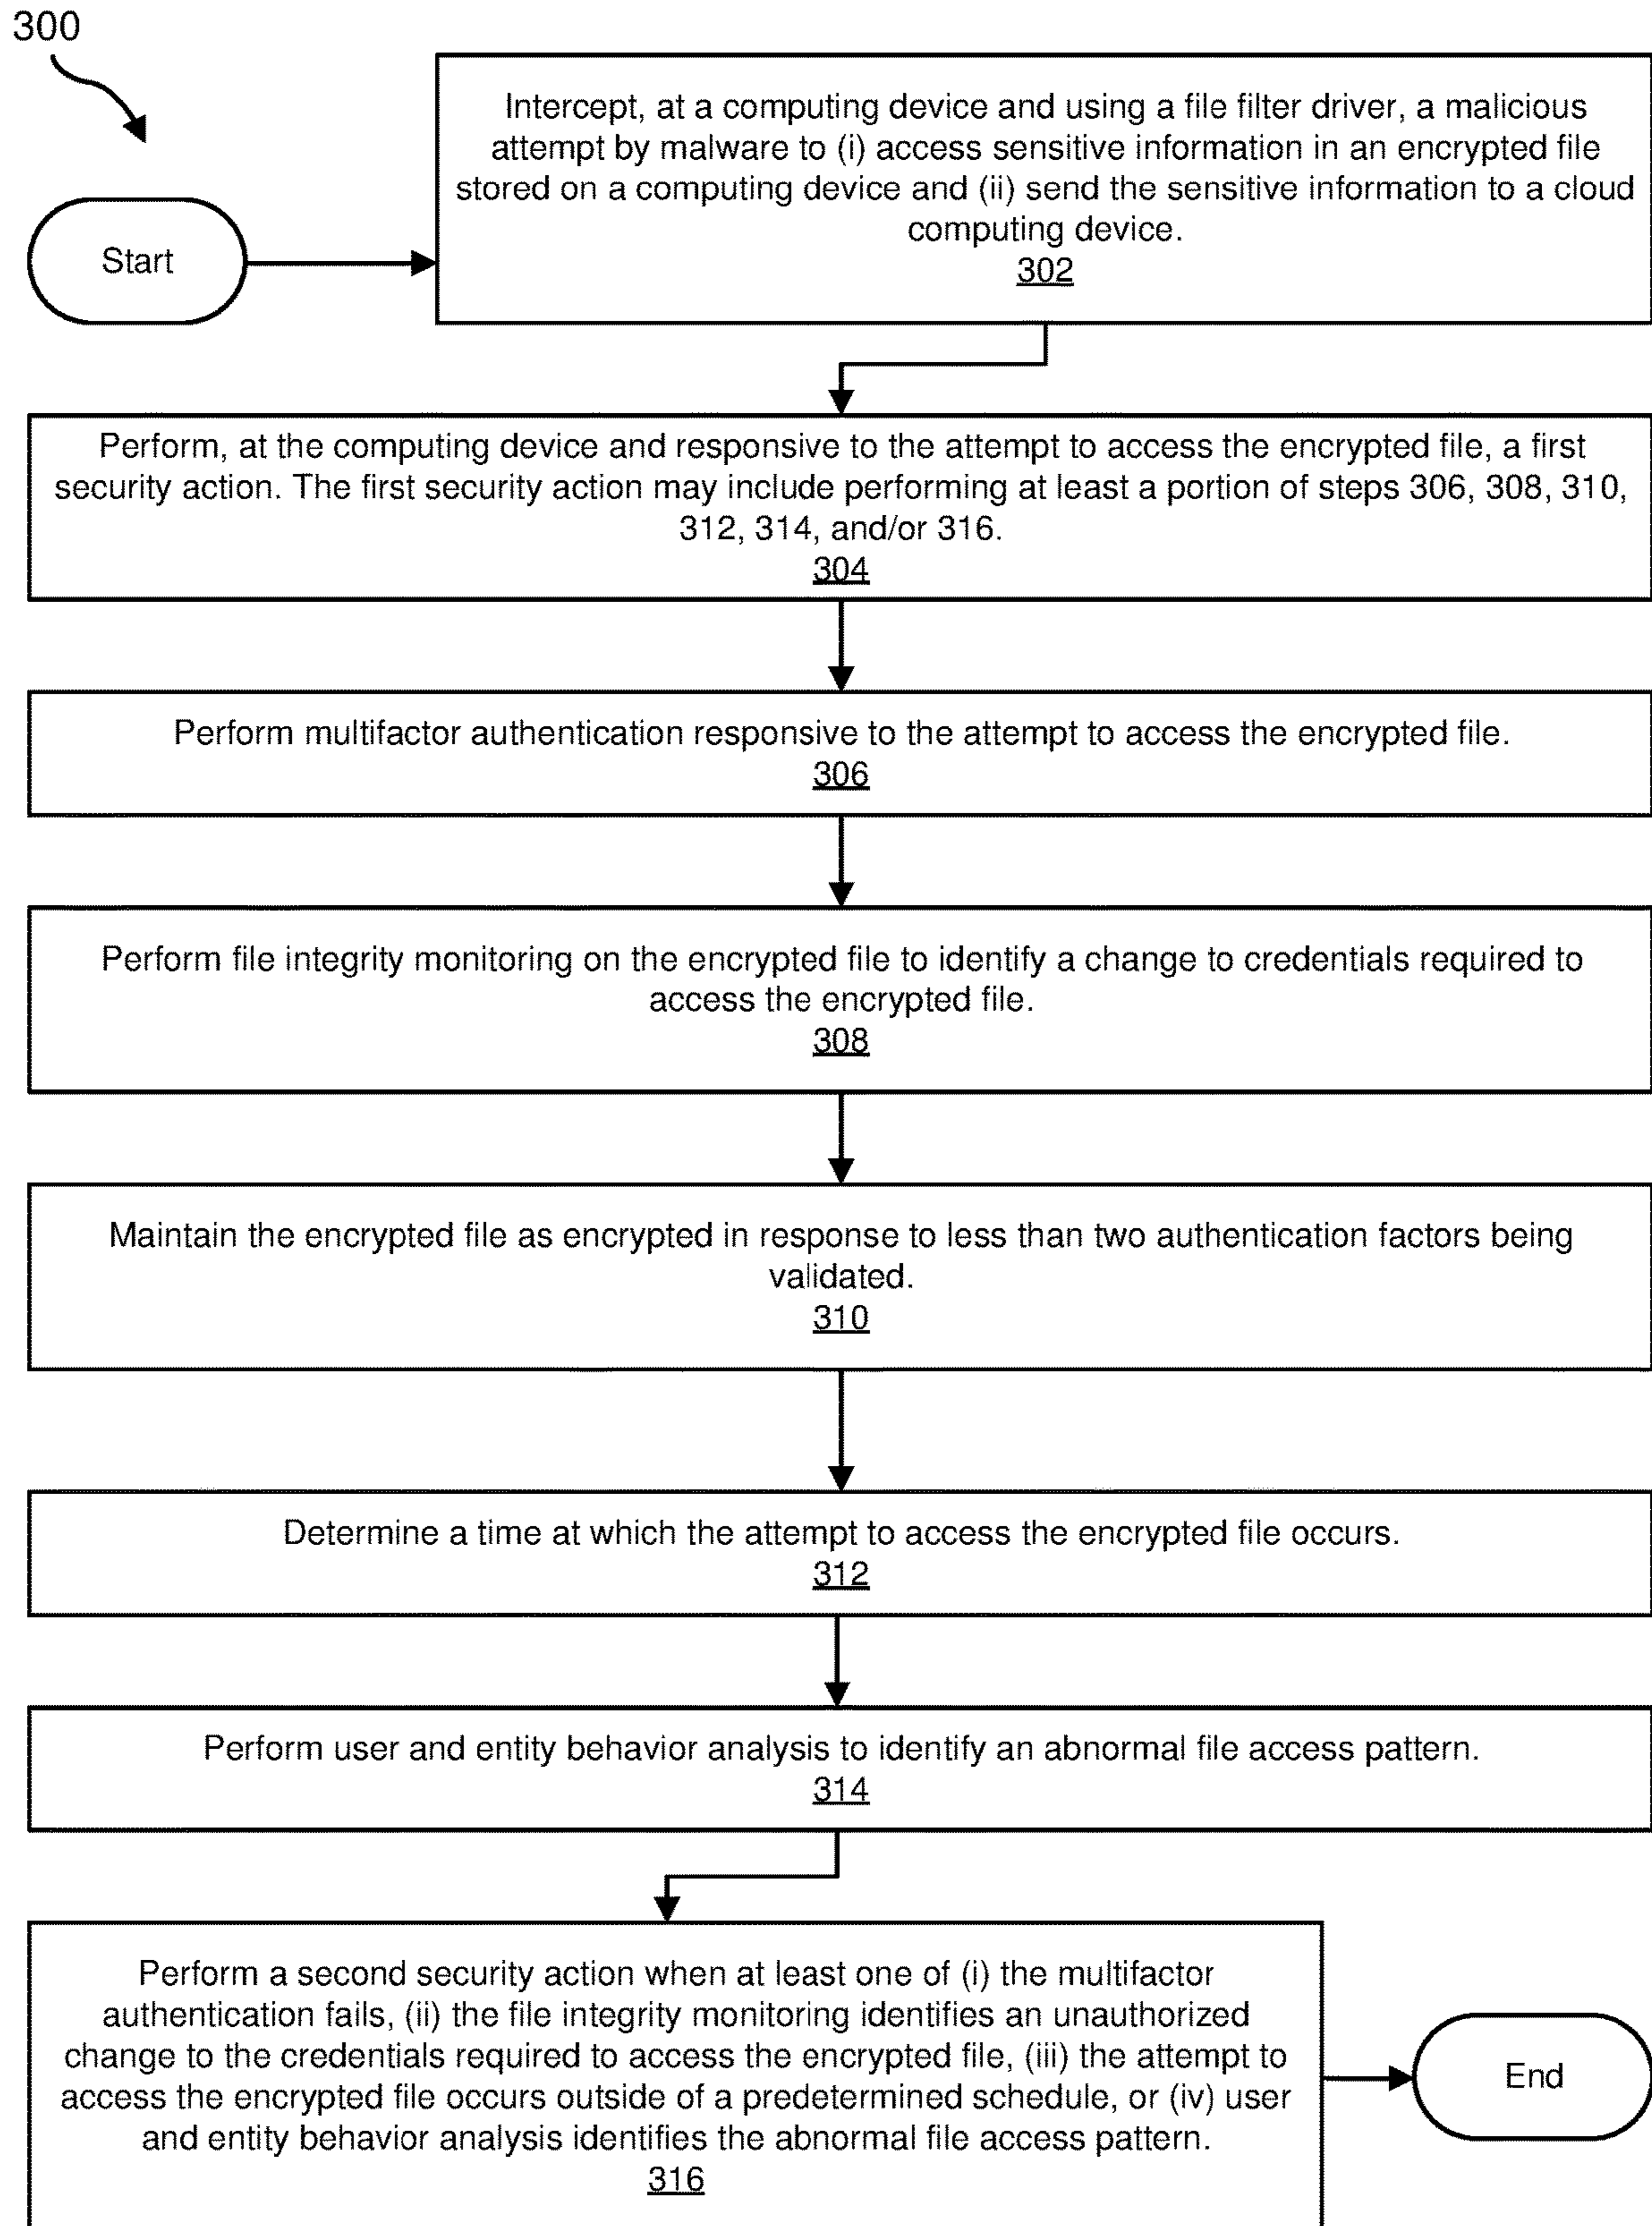 300
Start
Intercept, at a computing device and using a file filter driver, a malicious
attempt by malware to (i) access sensitive information in an encrypted file
stored on a computing device and (ii) send the sensitive information to a cloud
computing device.
302
Perform, at the computing device and responsive to the attempt to access the encrypted file, a first
security action. The first security action may include performing at least a portion of steps 306, 308, 310,
312, 314, and/or 316.
304
Perform multifactor authentication responsive to the attempt to access the encrypted file.
306
Perform file integrity monitoring on the encrypted file to identify a change to credentials required to
access the encrypted file.
308
Maintain the encrypted file as encrypted in response to less than two authentication factors being
validated.
310
Determine a time at which the attempt to access the encrypted file occurs.
312
Perform user and entity behavior analysis to identify an abnormal file access pattern.
314
Perform a second security action when at least one of (i) the multifactor
authentication fails, (ii) the file integrity monitoring identifies an unauthorized
change to the credentials required to access the encrypted file, (iii) the attempt to
access the encrypted file occurs outside of a predetermined schedule, or (iv) user
and entity behavior analysis identifies the abnormal file access pattern.
316
End